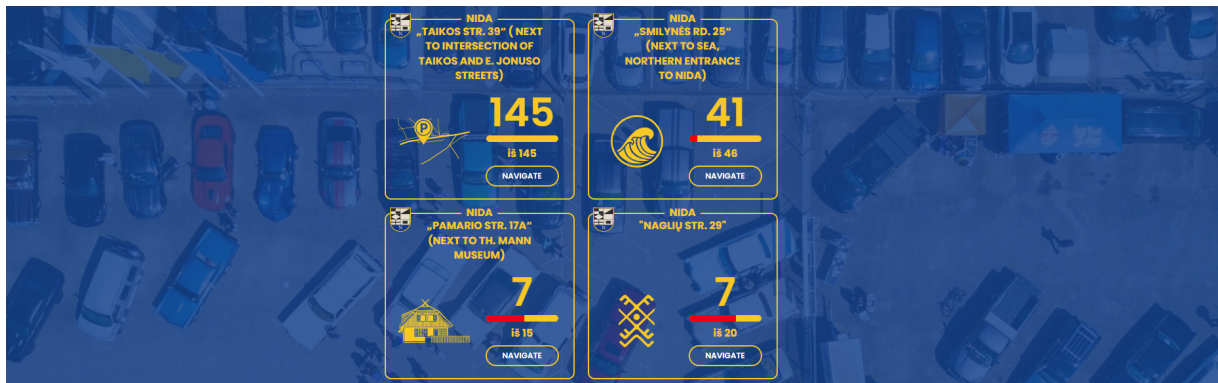 NIDA
„TAIKOS STR. 39“ ( NEXT
TO INTERSECTION OF
TAIKOS AND E. JONUSO
STREETS)
P
145
iš 145
NAVIGATE
NIDA
„SMILYNĖS RD. 25“
(NEXT TO SEA,
NORTHERN ENTRANCE
TO NIDA)
41
iš 46
NAVIGATE
NIDA
„PAMARIO STR. 17A“
(NEXT TO TH. MANN
MUSEUM)
7
iš 15
NAVIGATE
NIDA
"NAGLIŲ STR. 29"
7
iš 20
NAVIGATE